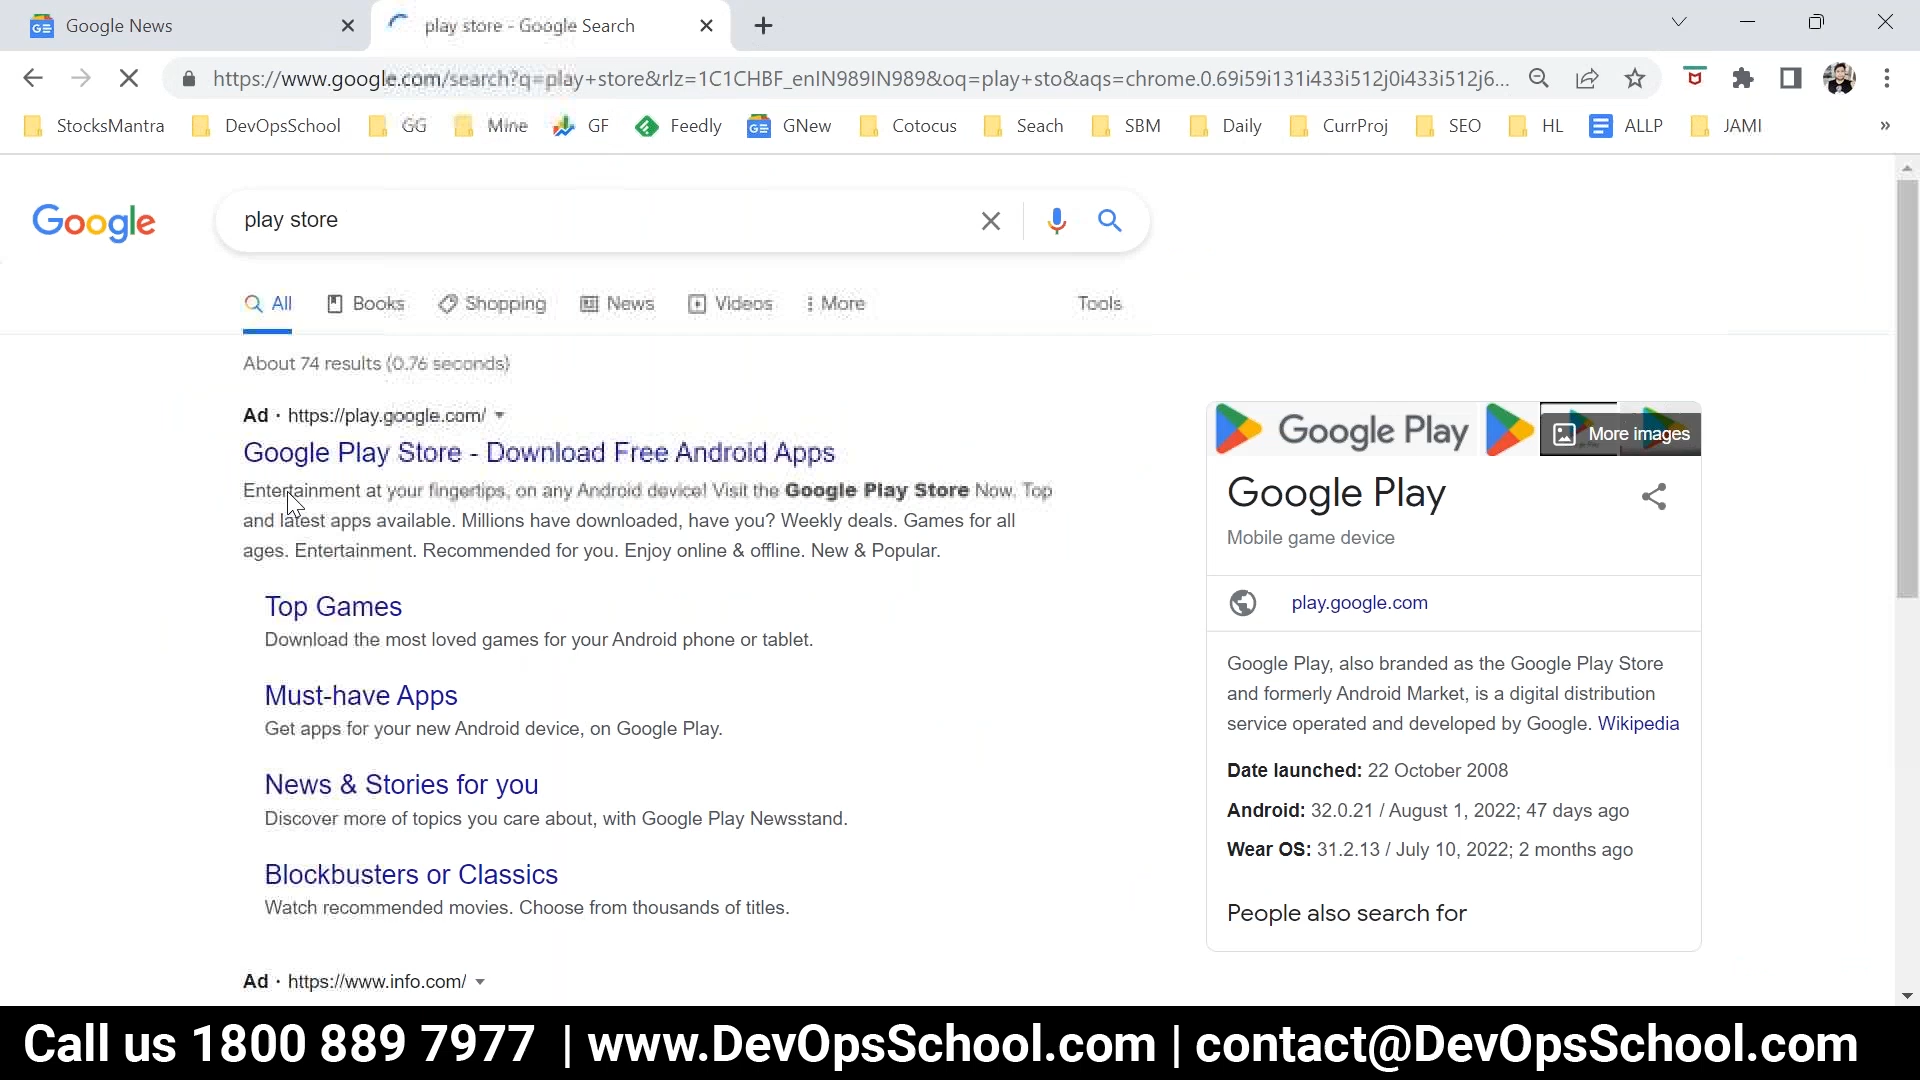 Google News
play store - Google Search
https://www.google.com/search?q=play+store&rlz=1C1CHBF_enIN989IN989&oq=play+sto&aqs=chrome.0.69i59i131i433i512j0i433i512j6...
StocksMantra DevOpsSchool GG Mine GF Feedly GNew Cotocus Seach SBM Daily CurrProj SEO HL ALLP JAMI »
Google
play store
All Books Shopping News Videos More Tools
About 74 results (0.76 seconds)
Ad · https://play.google.com/
Google Play Store - Download Free Android Apps
Entertainment at your fingertips, on any Android device! Visit the Google Play Store Now. Top
and latest apps available. Millions have downloaded, have you? Weekly deals. Games for all
ages. Entertainment. Recommended for you. Enjoy online & offline. New & Popular.
Top Games
Download the most loved games for your Android phone or tablet.
Must-have Apps
Get apps for your new Android device, on Google Play.
News & Stories for you
Discover more of topics you care about, with Google Play Newsstand.
Blockbusters or Classics
Watch recommended movies. Choose from thousands of titles.
Ad · https://www.info.com/
Google Play
More images
Google Play
Mobile game device
play.google.com
Google Play, also branded as the Google Play Store
and formerly Android Market, is a digital distribution
service operated and developed by Google. Wikipedia
Date launched: 22 October 2008
Android: 32.0.21 / August 1, 2022; 47 days ago
Wear OS: 31.2.13 / July 10, 2022; 2 months ago
People also search for
Call us 1800 889 7977 | www.DevOpsSchool.com | contact@DevOpsSchool.com